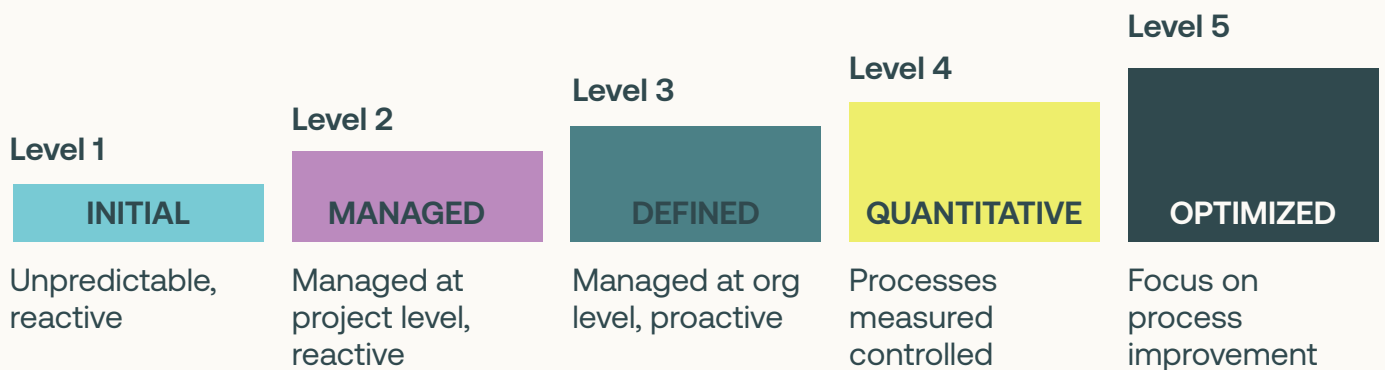 Level 1
INITIAL
Unpredictable,
reactive
Level 2
MANAGED
Managed at
project level,
reactive
Level 3
DEFINED
Managed at org
level, proactive
Level 4
QUANTITATIVE
Processes
measured
controlled
Level 5
OPTIMIZED
Focus on
process
improvement